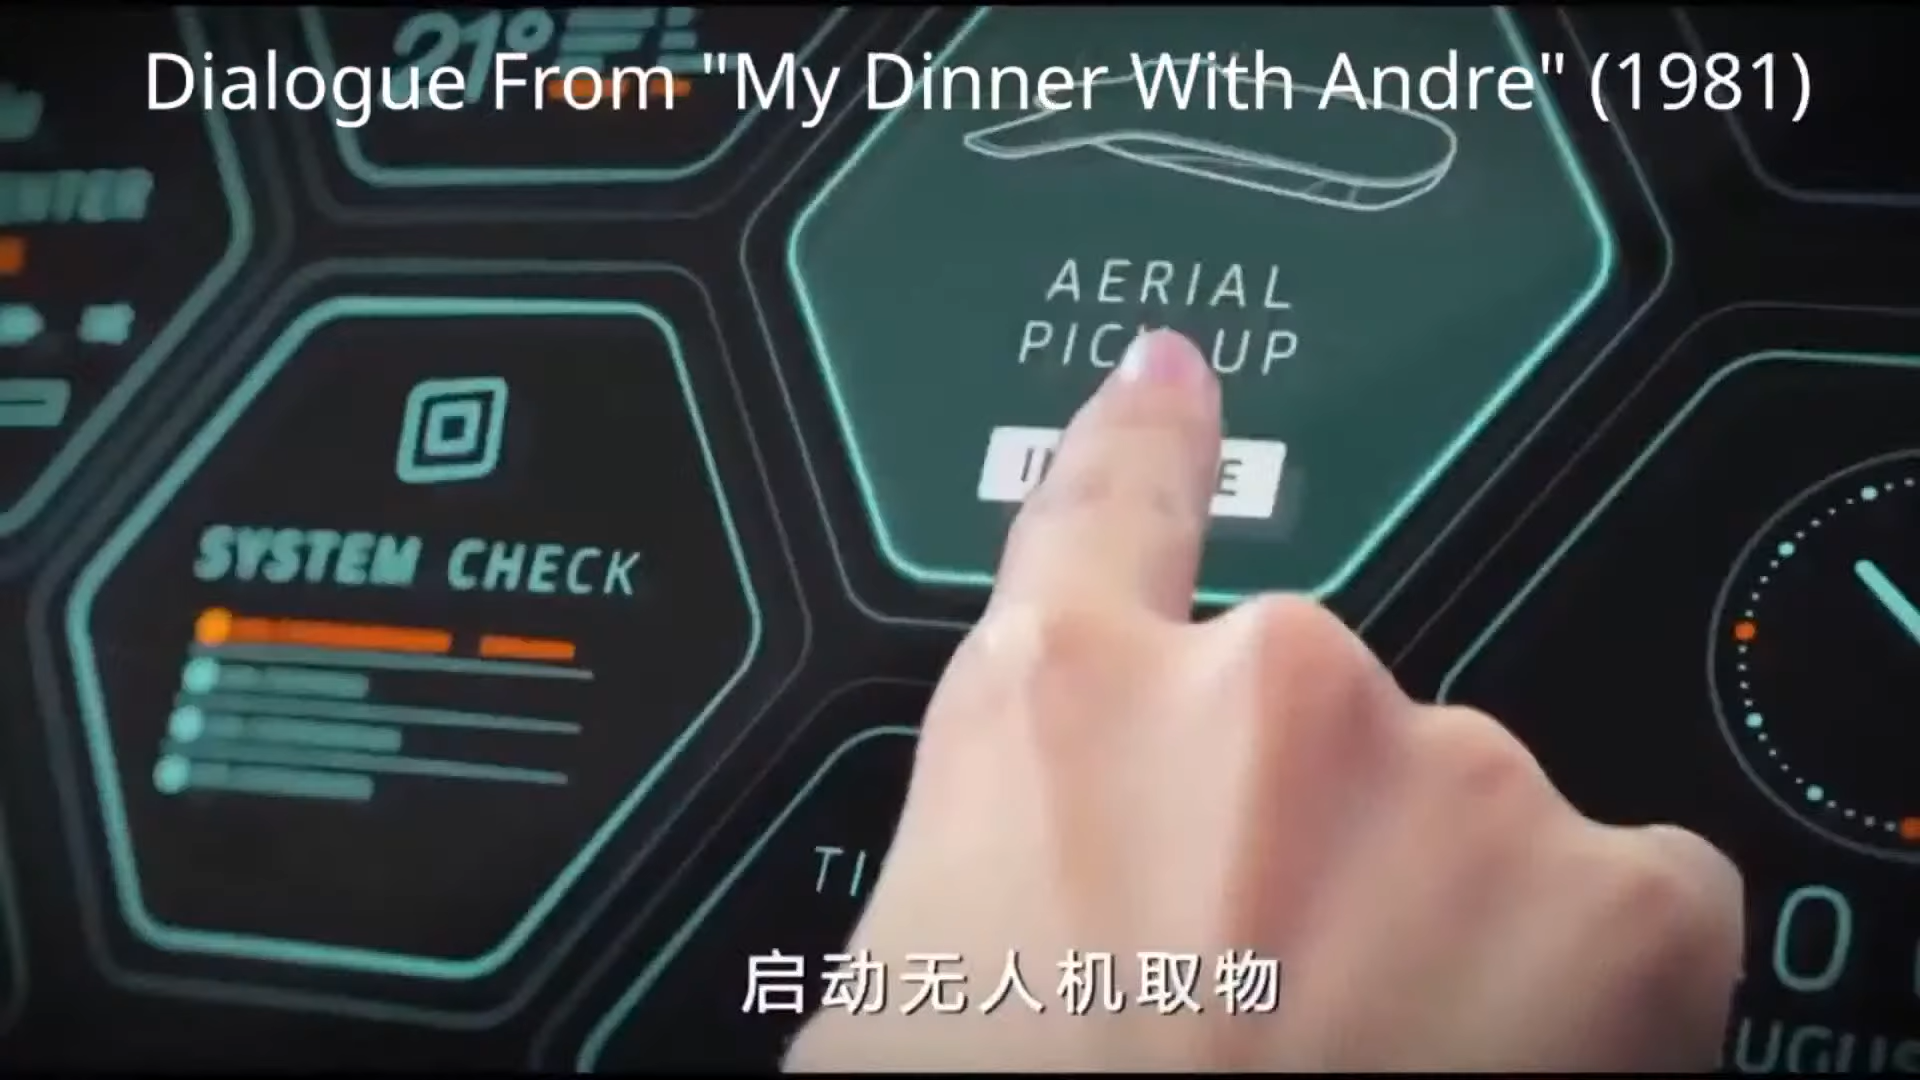 Dialogue From "My Dinner With Andre" (1981)
21°
AERIAL
PICK UP
SYSTEM CHECK
启动无人机取物